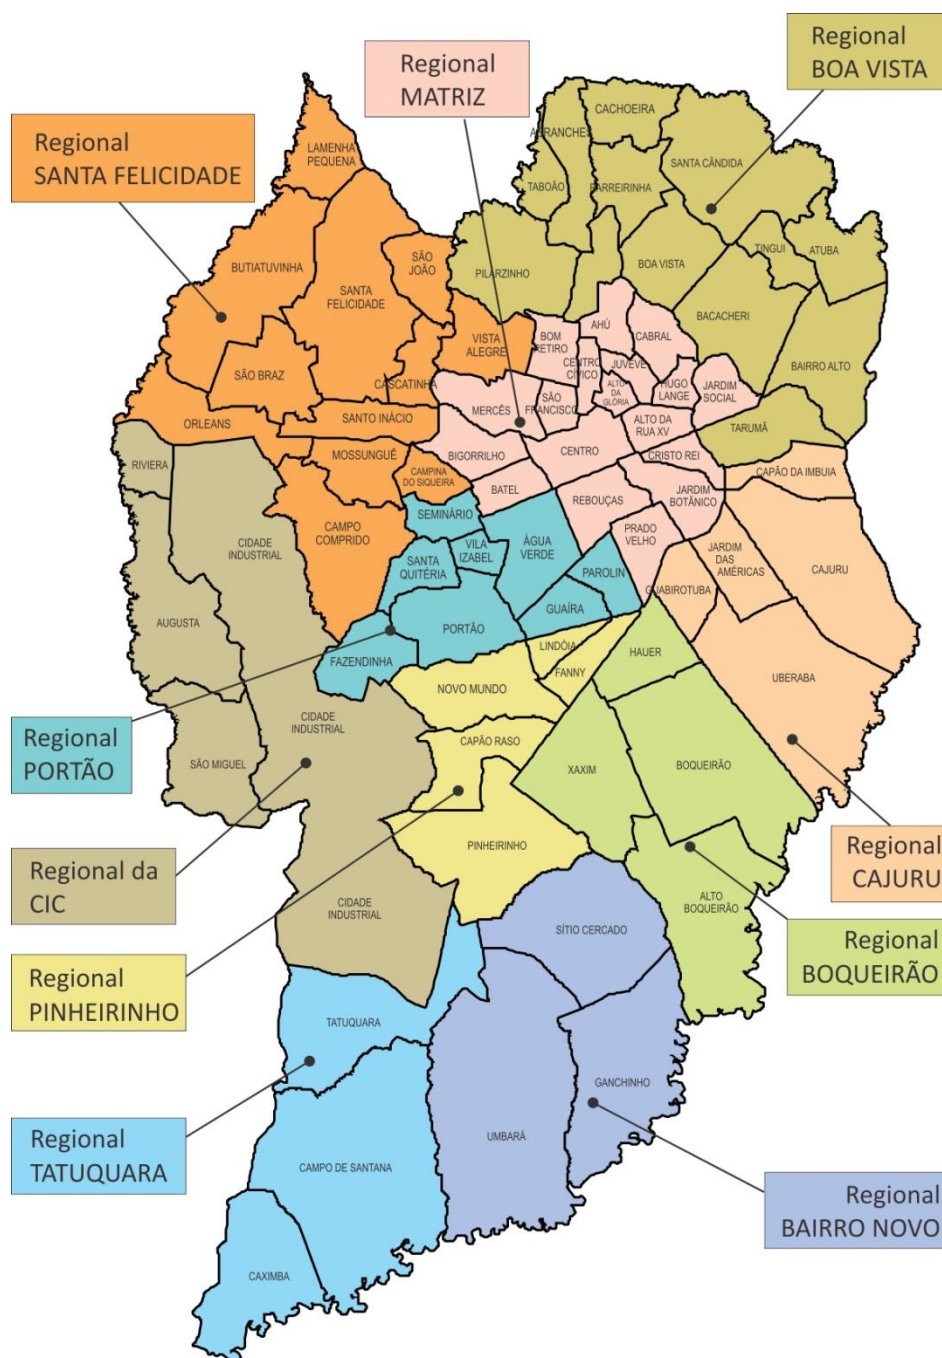 Regional
BOA VISTA
Regional
MATRIZ
Regional
SANTA FELICIDADE
CACHOEIRA
ABRANCHES
LAMENHA
PEQUENA
SANTA CÂNDIDA
TABOÃO
BARREIRINHA
TINGUI
ATUBA
SÃO
JOÃO
BUTIATUVINHA
BOA VISTA
PILARZINHO
SANTA
FELICIDADE
BACACHERI
AHÚ
VISTA
ALEGRE
BOM
RETIRO
CABRAL
CENTRO
CÍVICO
JUVEVÊ
BAIRRO ALTO
SÃO BRAZ
CASCATINHA
ALTO
DA
GLÓRIA
HUGO
LANGE
JARDIM
SOCIAL
SÃO
FRANCISCO
MERCÊS
SANTO INÁCIO
ALTO DA
RUA XV
ORLEANS
TARUMÃ
BIGORRILHO
CENTRO
CRISTO REI
MOSSUNGUÊ
RIVIERA
CAPÃO DA IMBUIA
CAMPINA
DO SIQUEIRA
BATEL
REBOUÇAS
JARDIM
BOTÂNICO
SEMINÁRIO
CAMPO
COMPRIDO
CIDADE
INDUSTRIAL
PRADO
VELHO
VILA
IZABEL
ÁGUA
VERDE
JARDIM
DAS
AMÉRICAS
SANTA
QUITÉRIA
PAROLIN
CAJURU
GUABIROTUBA
GUAÍRA
AUGUSTA
PORTÃO
LINDÓIA
HAUER
FAZENDINHA
FANNY
UBERABA
NOVO MUNDO
CIDADE
INDUSTRIAL
Regional
PORTÃO
CAPÃO RASO
SÃO MIGUEL
XAXIM
BOQUEIRÃO
PINHEIRINHO
Regional
CAJURU
Regional da
CIC
ALTO
BOQUEIRÃO
CIDADE
INDUSTRIAL
SÍTIO CERCADO
Regional
BOQUEIRÃO
Regional
PINHEIRINHO
TATUQUARA
GANCHINHO
Regional
TATUQUARA
UMBARÁ
CAMPO DE SANTANA
Regional
BAIRRO NOVO
CAXIMBA